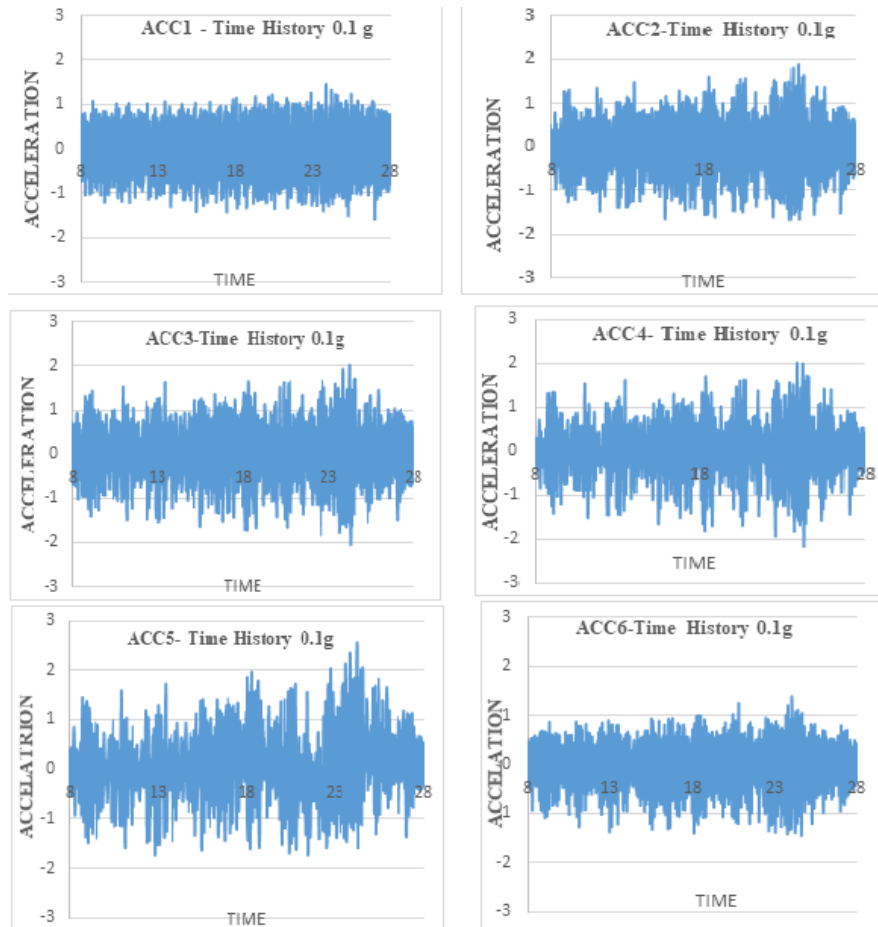 ACC1 - Time History 0.1 g
ACCELERATION
3
2
1
0
-1
-2
-3
8 13 18 23 28
TIME
ACC2-Time History 0.1g
ACCELERATION
3
2
1
0
-1
-2
-3
8 18 28
TIME
ACC3-Time History 0.1g
ACCELERATION
3
2
1
0
-1
-2
-3
8 13 18 23 28
TIME
ACC4- Time History 0.1g
ACCELERATION
3
2
1
0
-1
-2
-3
8 18 28
TIME
ACC5- Time History 0.1g
ACCELATRION
3
2
1
0
-1
-2
-3
8 13 18 23 28
TIME
ACC6-Time History 0.1g
ACCELATION
3
2
1
0
1
-2
-3
8 13 18 23 28
TIME